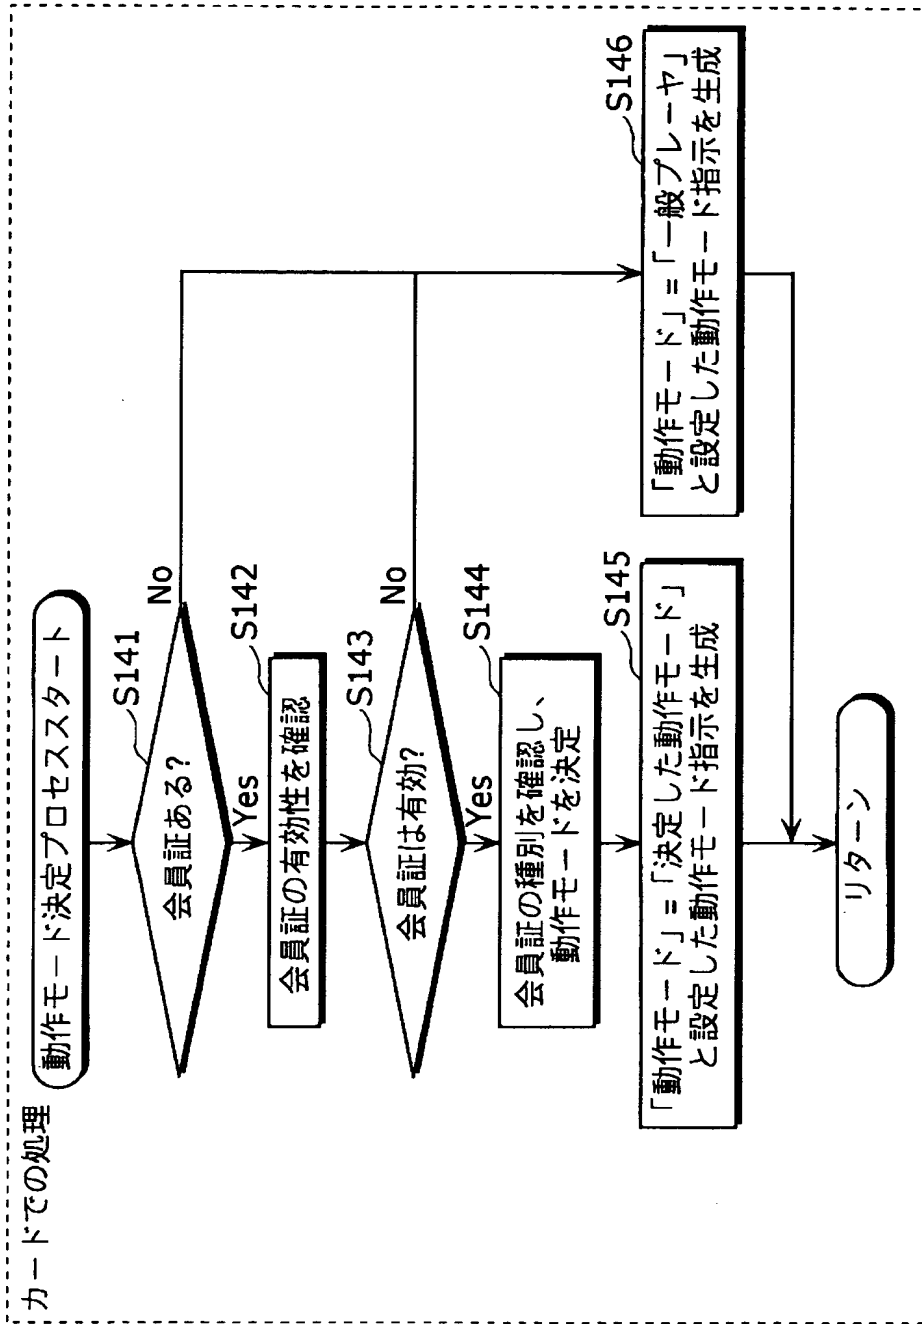 カードでの処理
動作モード決定プロセススタート
S141
会員証ある?
No
Yes
S142
会員証の有効性を確認
S143
会員証は有効?
No
Yes
S144
会員証の種別を確認し、
動作モードを決定
S145
「動作モード」=「決定した動作モード」
と設定した動作モード指示を生成
S146
「動作モード」=「一般プレーヤ」
と設定した動作モード指示を生成
リターン